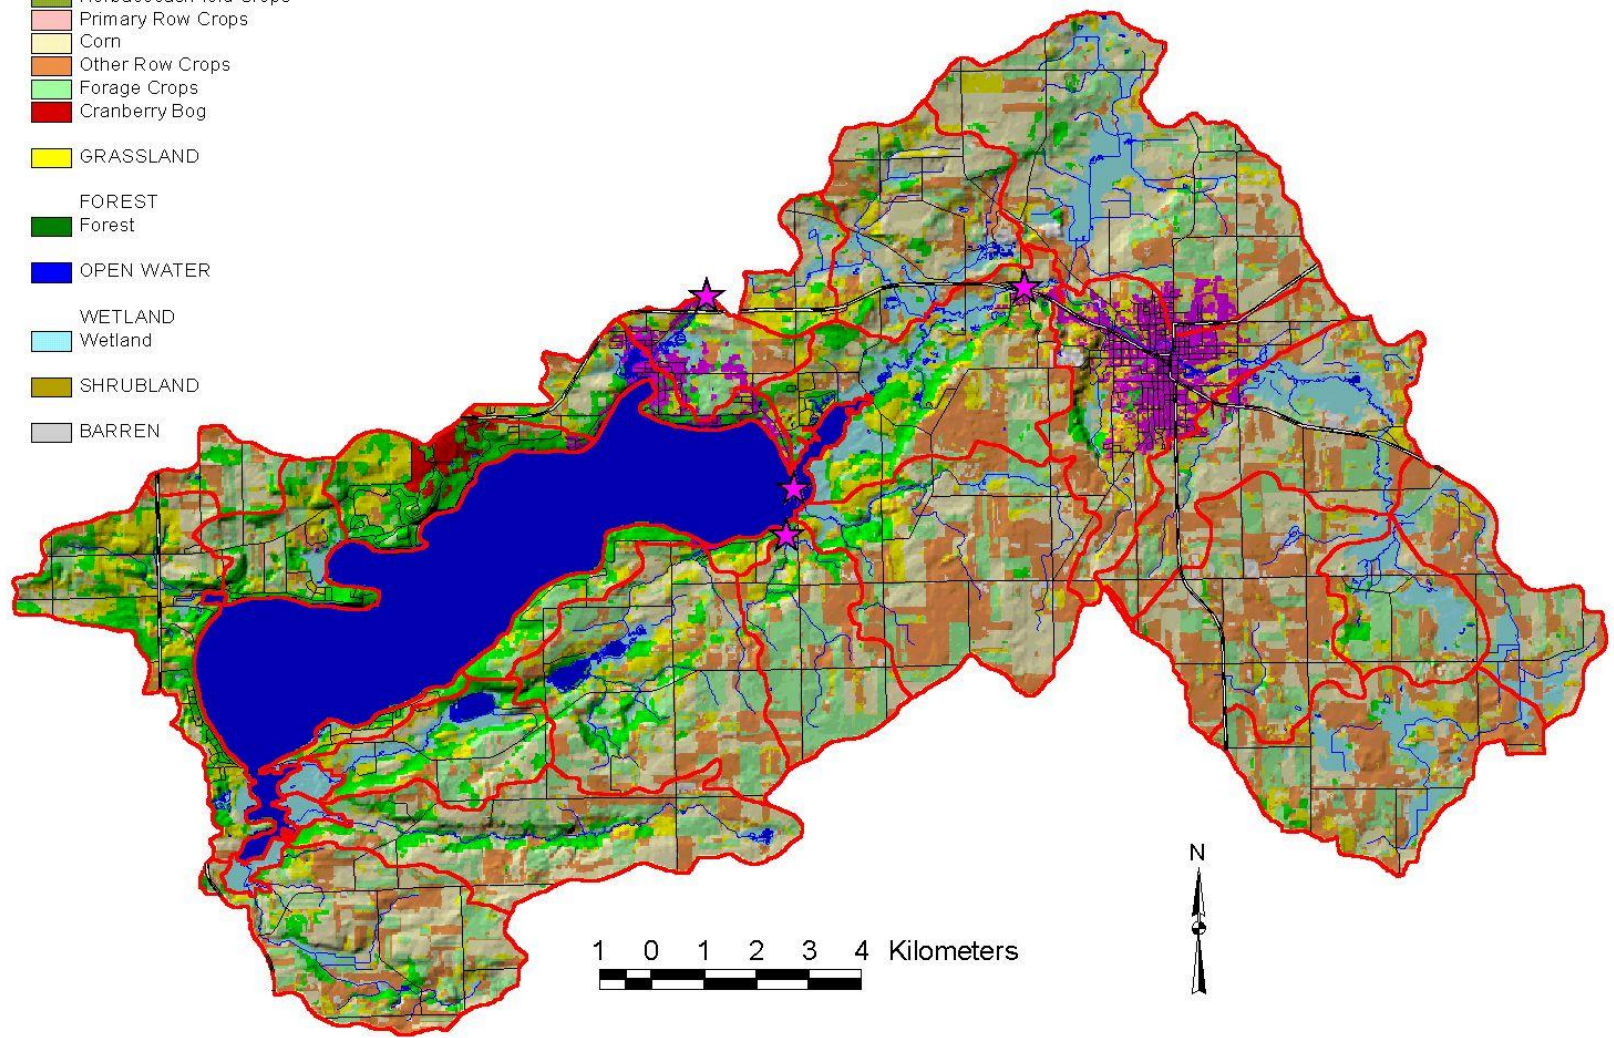 Primary Row Crops
Corn
Other Row Crops
Forage Crops
Cranberry Bog
GRASSLAND
FOREST
Forest
OPEN WATER
WETLAND
Wetland
SHRUBLAND
BARREN
N
1 0 1 2 3 4 Kilometers